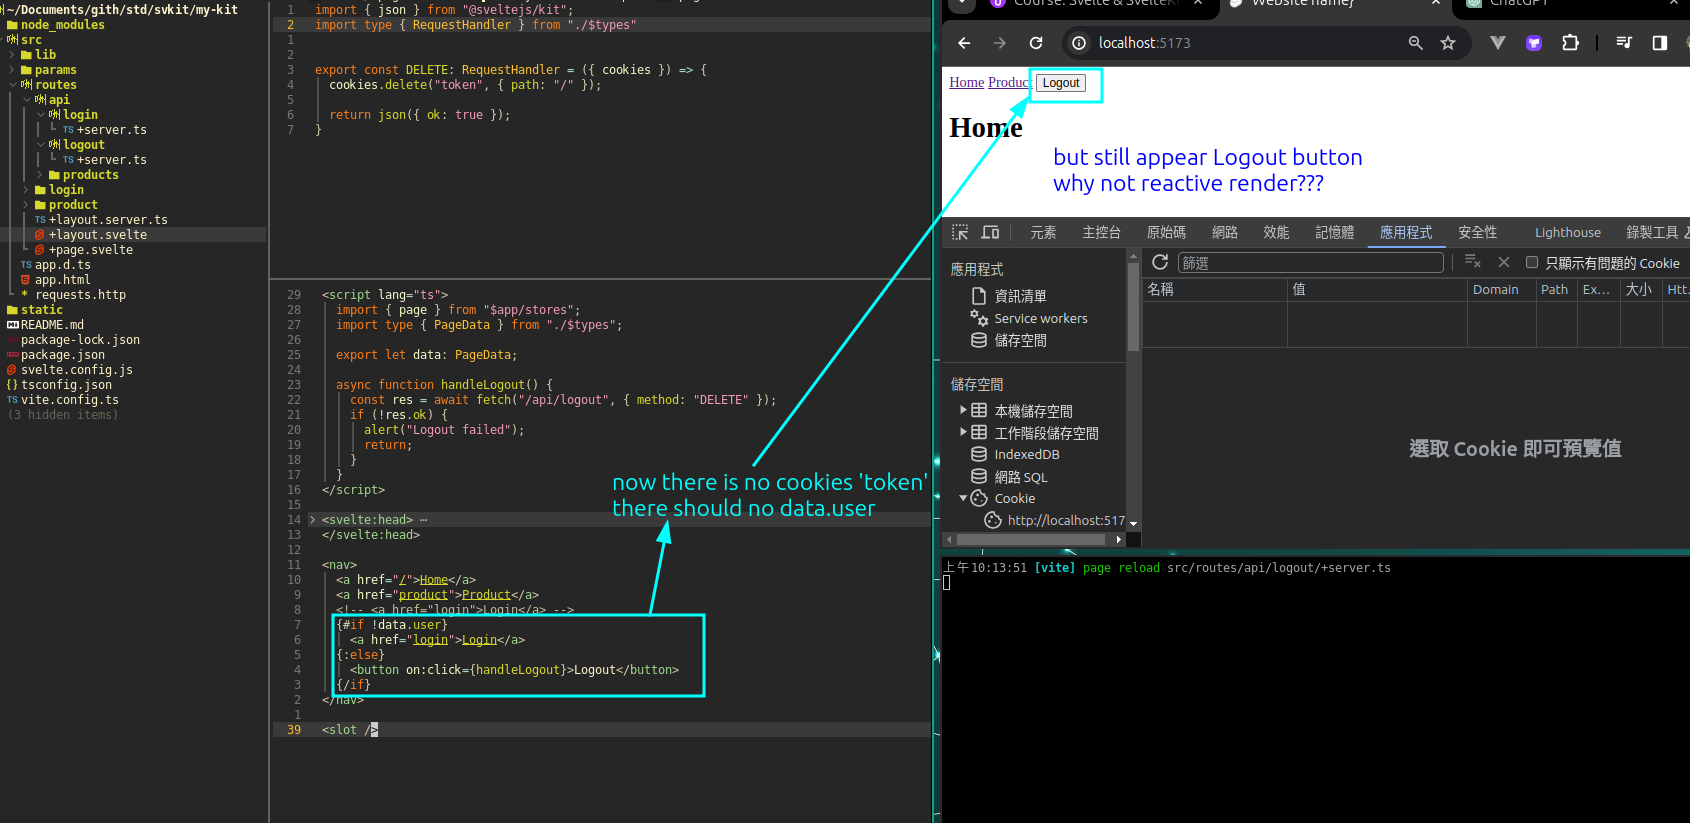 ~/Documents/gith/std/svkit/my-kit
node_modules
src
lib
params
routes
api
login
TS +server.ts
logout
TS +server.ts
products
login
product
TS +layout.server.ts
+layout.svelte
+page.svelte
TS app.d.ts
app.html
* requests.http
static
README.md
package-lock.json
package.json
svelte.config.js
{} tsconfig.json
TS vite.config.ts
(3 hidden items)
1 import { json } from "@sveltejs/kit";
2 import type { RequestHandler } from "./$types"
1
2
3 export const DELETE: RequestHandler = ({ cookies }) => {
4 cookies.delete("token", { path: "/" });
5
6 return json({ ok: true });
7 }
29 <script lang="ts">
28 import { page } from "$app/stores";
27 import type { PageData } from "./$types";
26
25 export let data: PageData;
24
23 async function handleLogout() {
22 const res = await fetch("/api/logout", { method: "DELETE" });
21 if (!res.ok) {
20 alert("Logout failed");
19 return;
18 }
17 }
16 </script>
15
14 <svelte:head> ⋯
13 </svelte:head>
12
11 <nav>
10 <a href="/">Home</a>
9 <a href="product">Product</a>
8 <!-- <a href="login">Login</a> -->
7 {#if !data.user}
6 <a href="login">Login</a>
5 {:else}
4 <button on:click={handleLogout}>Logout</button>
3 {/if}
2 </nav>
1
39 <slot />
now there is no cookies 'token'
there should no data.user
Course: Svelte & SvelteKi
Website name}
ChatGPT
localhost:5173
Home Product Logout
Home
but still appear Logout button
why not reactive render???
元素 主控台 原始碼 網路 效能 記憶體 應用程式 安全性 Lighthouse 錄製工具
應用程式
資訊清單
Service workers
儲存空間
儲存空間
本機儲存空間
工作階段儲存空間
IndexedDB
網路 SQL
Cookie
http://localhost:517
篩選 只顯示有問題的 Cookie
名稱 值 Domain Path Ex... 大小 Htt.
選取 Cookie 即可預覽值
上午10:13:51 [vite] page reload src/routes/api/logout/+server.ts